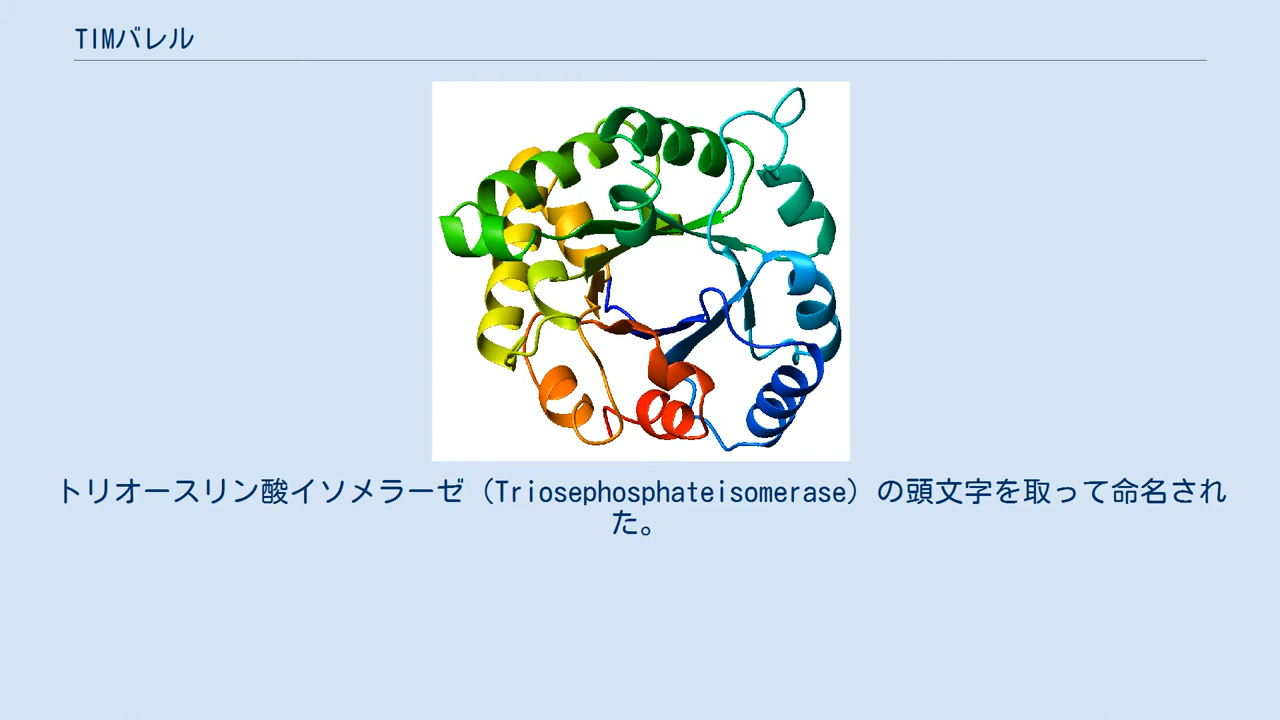 TIMバレル
トリオースリン酸イソメラーゼ（Triosephosphateisomerase）の頭文字を取って命名され
た。